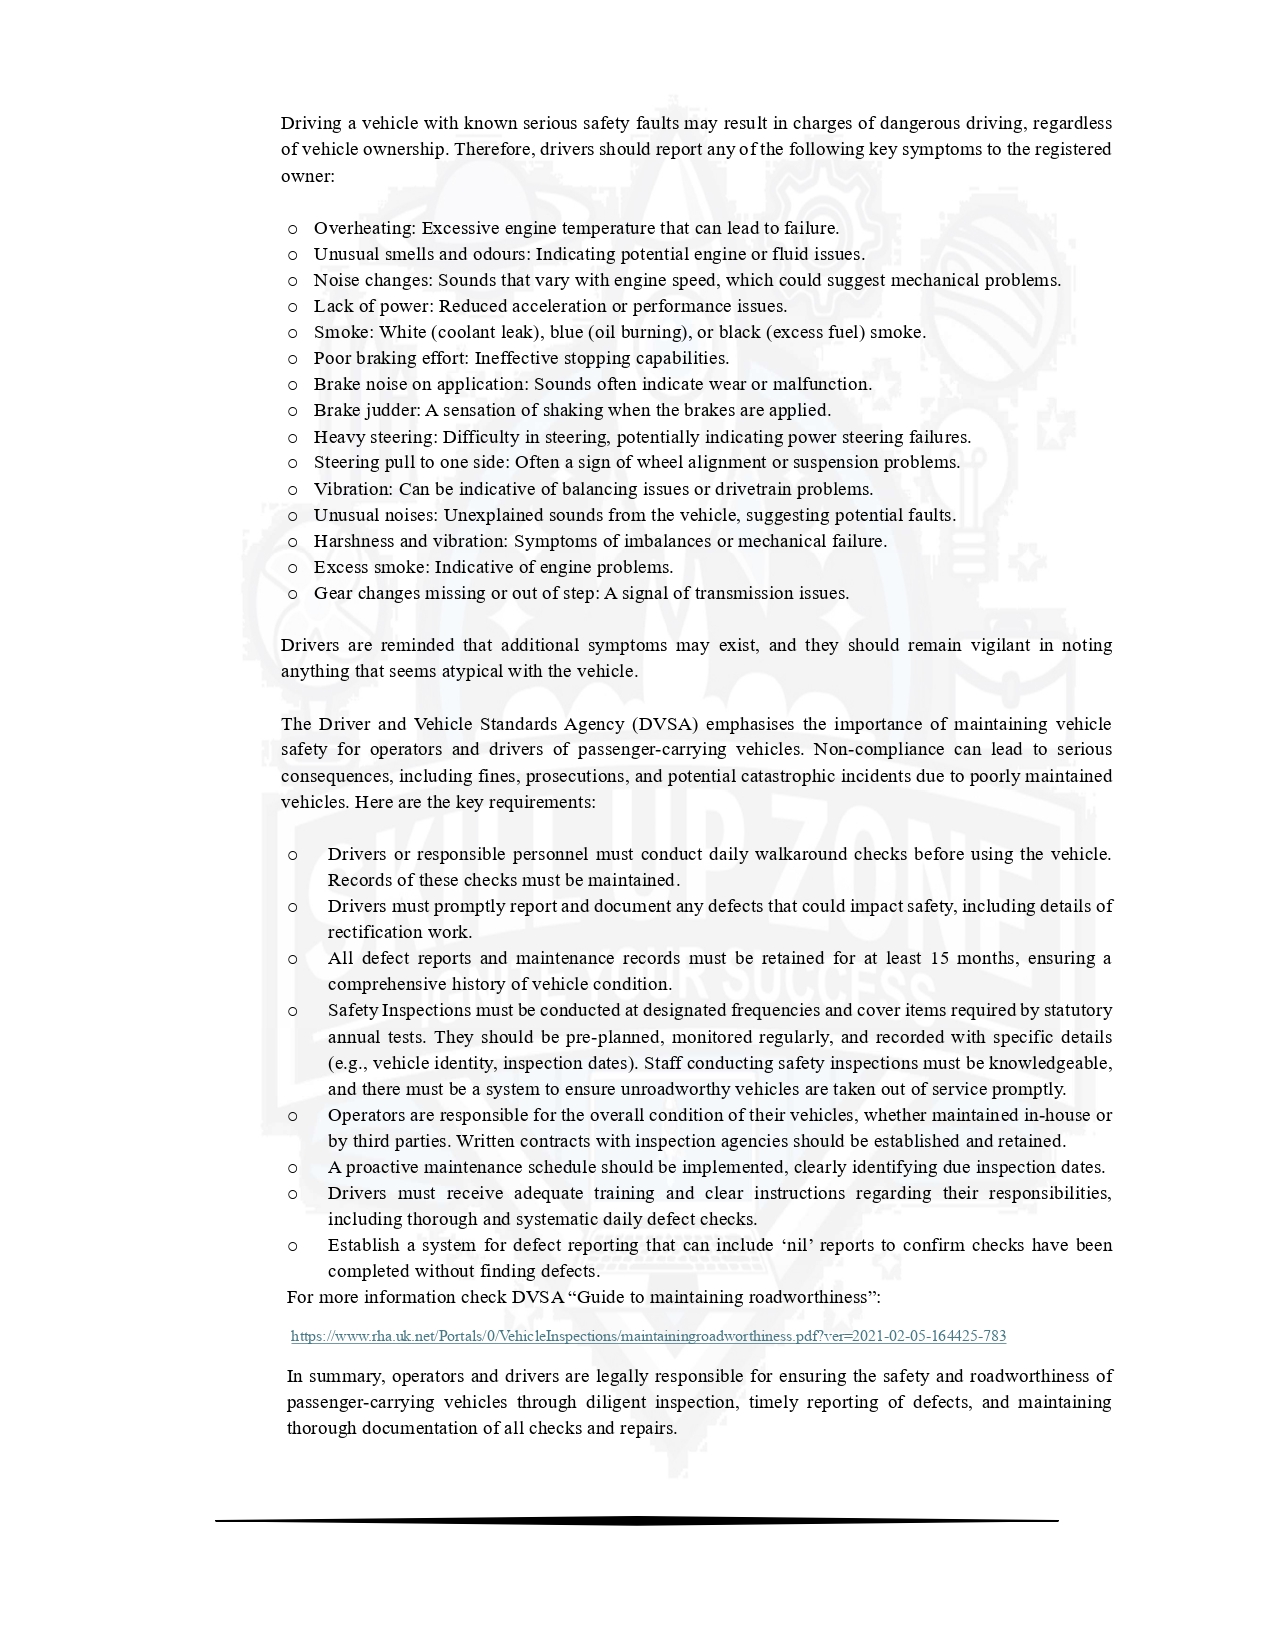 Driving a vehicle with known serious safety faults may result in charges of dangerous driving, regardless
of vehicle ownership. Therefore, drivers should report any of the following key symptoms to the registered
owner:
○ Overheating: Excessive engine temperature that can lead to failure.
○ Unusual smells and odours: Indicating potential engine or fluid issues.
○ Noise changes: Sounds that vary with engine speed, which could suggest mechanical problems.
○ Lack of power: Reduced acceleration or performance issues.
○ Smoke: White (coolant leak), blue (oil burning), or black (excess fuel) smoke.
○ Poor braking effort: Ineffective stopping capabilities.
○ Brake noise on application: Sounds often indicate wear or malfunction.
○ Brake judder: A sensation of shaking when the brakes are applied.
○ Heavy steering: Difficulty in steering, potentially indicating power steering failures.
○ Steering pull to one side: Often a sign of wheel alignment or suspension problems.
○ Vibration: Can be indicative of balancing issues or drivetrain problems.
○ Unusual noises: Unexplained sounds from the vehicle, suggesting potential faults.
○ Harshness and vibration: Symptoms of imbalances or mechanical failure.
○ Excess smoke: Indicative of engine problems.
○ Gear changes missing or out of step: A signal of transmission issues.
Drivers are reminded that additional symptoms may exist, and they should remain vigilant in noting
anything that seems atypical with the vehicle.
The Driver and Vehicle Standards Agency (DVSA) emphasises the importance of maintaining vehicle
safety for operators and drivers of passenger-carrying vehicles. Non-compliance can lead to serious
consequences, including fines, prosecutions, and potential catastrophic incidents due to poorly maintained
vehicles. Here are the key requirements:
○ Drivers or responsible personnel must conduct daily walkaround checks before using the vehicle.
Records of these checks must be maintained.
○ Drivers must promptly report and document any defects that could impact safety, including details of
rectification work.
○ All defect reports and maintenance records must be retained for at least 15 months, ensuring a
comprehensive history of vehicle condition.
○ Safety Inspections must be conducted at designated frequencies and cover items required by statutory
annual tests. They should be pre-planned, monitored regularly, and recorded with specific details
(e.g., vehicle identity, inspection dates). Staff conducting safety inspections must be knowledgeable,
and there must be a system to ensure unroadworthy vehicles are taken out of service promptly.
○ Operators are responsible for the overall condition of their vehicles, whether maintained in-house or
by third parties. Written contracts with inspection agencies should be established and retained.
○ A proactive maintenance schedule should be implemented, clearly identifying due inspection dates.
○ Drivers must receive adequate training and clear instructions regarding their responsibilities,
including thorough and systematic daily defect checks.
○ Establish a system for defect reporting that can include ‘nil’ reports to confirm checks have been
completed without finding defects.
For more information check DVSA “Guide to maintaining roadworthiness”:
https://www.rha.uk.net/Portals/0/VehicleInspections/maintainingroadworthiness.pdf?ver=2021-02-05-164425-783
In summary, operators and drivers are legally responsible for ensuring the safety and roadworthiness of
passenger-carrying vehicles through diligent inspection, timely reporting of defects, and maintaining
thorough documentation of all checks and repairs.
SKILL UP ZONE
IGNITE YOUR SUCCESS